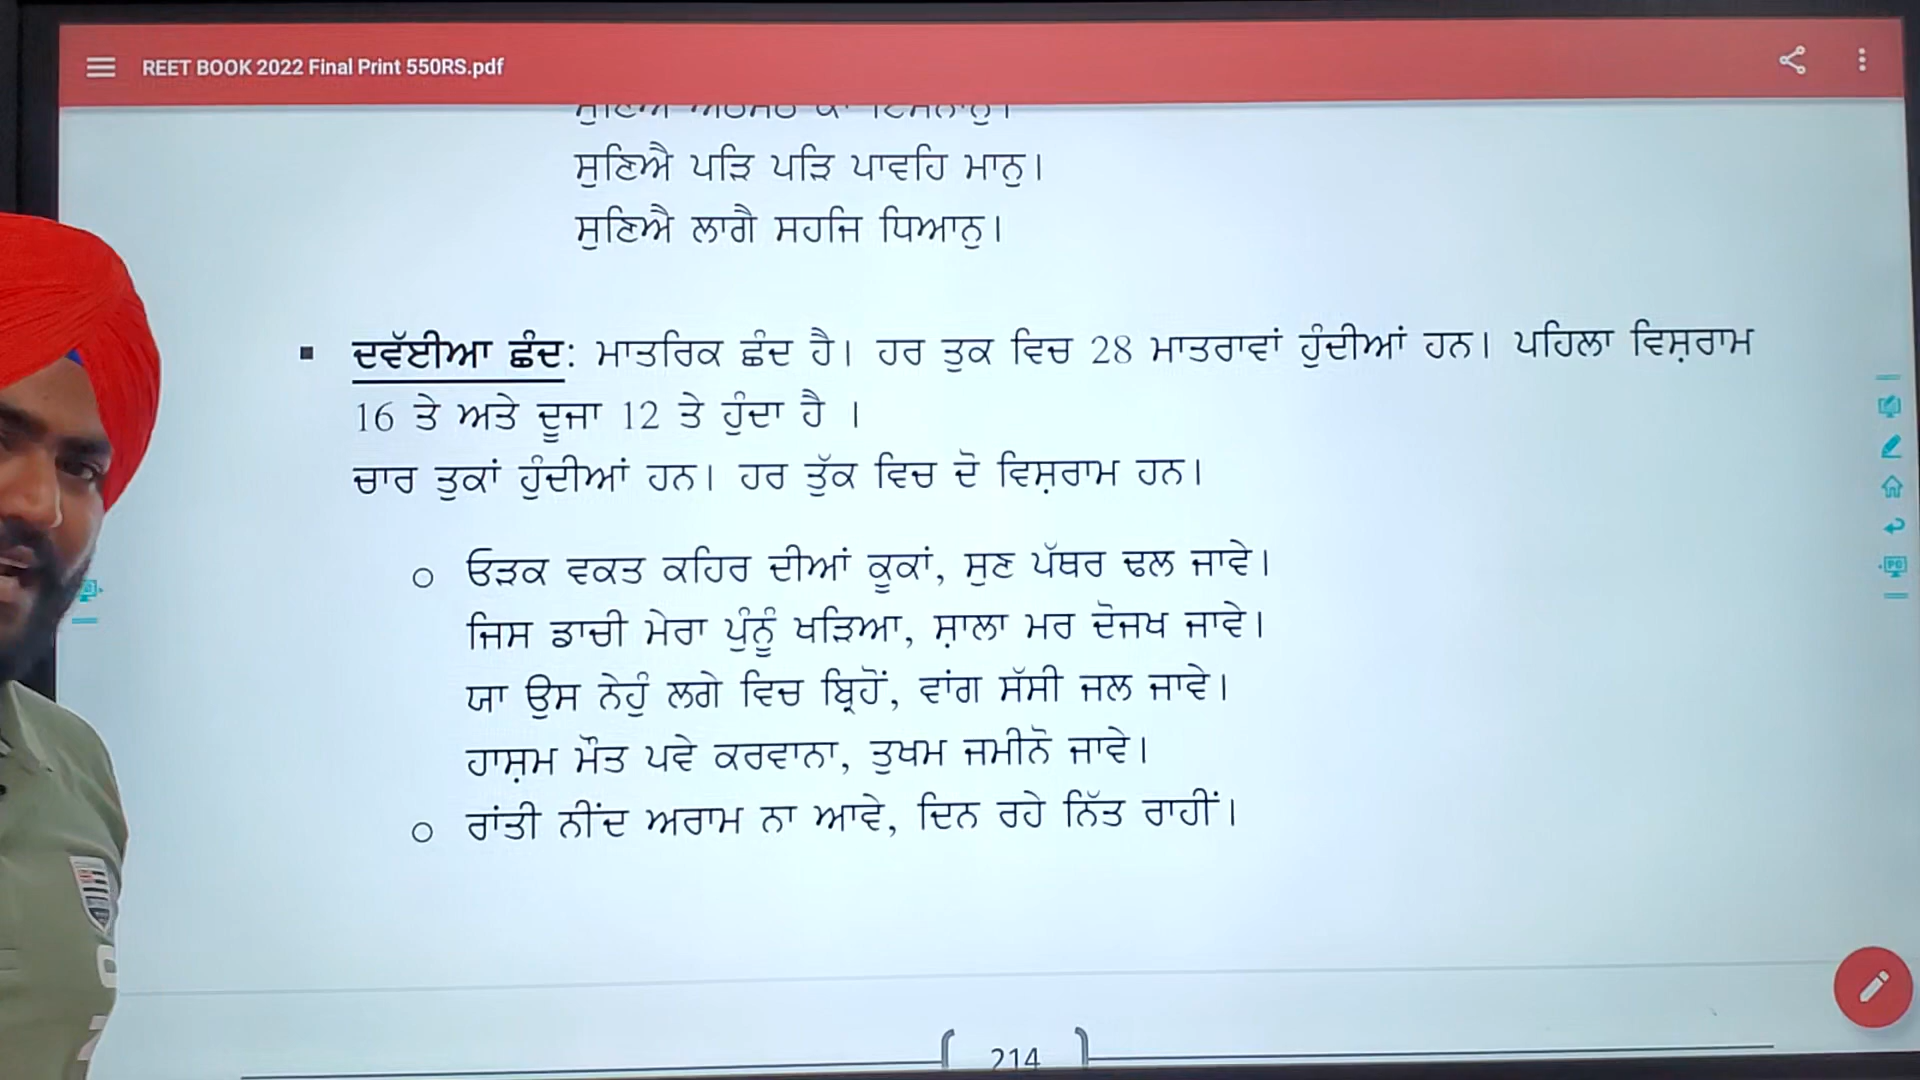 REET BOOK 2022 Final Print 550RS.pdf
ਸੁਣਿਐ ਪੜਿ ਪੜਿ ਪਾਵਹਿ ਮਾਨੁ।
ਸੁਣਿਐ ਲਾਗੈ ਸਹਜਿ ਧਿਆਨੁ।
▪ ਦਵੱਈਆ ਛੰਦ: ਮਾਤਰਿਕ ਛੰਦ ਹੈ। ਹਰ ਤੁਕ ਵਿਚ 28 ਮਾਤਰਾਵਾਂ ਹੁੰਦੀਆਂ ਹਨ। ਪਹਿਲਾ ਵਿਸ਼ਰਾਮ
16 ਤੇ ਅਤੇ ਦੂਜਾ 12 ਤੇ ਹੁੰਦਾ ਹੈ ।
ਚਾਰ ਤੁਕਾਂ ਹੁੰਦੀਆਂ ਹਨ। ਹਰ ਤੁੱਕ ਵਿਚ ਦੋ ਵਿਸ਼ਰਾਮ ਹਨ।
o ਓੜਕ ਵਕਤ ਕਹਿਰ ਦੀਆਂ ਕੂਕਾਂ, ਸੁਣ ਪੱਥਰ ਢਲ ਜਾਵੇ।
ਜਿਸ ਡਾਚੀ ਮੇਰਾ ਪੁੰਨੂੰ ਖੜਿਆ, ਸ਼ਾਲਾ ਮਰ ਦੋਜਖ ਜਾਵੇ।
ਯਾ ਉਸ ਨੇਹੁੰ ਲਗੇ ਵਿਚ ਬ੍ਰਿਹੋਂ, ਵਾਂਗ ਸੱਸੀ ਜਲ ਜਾਵੇ।
ਹਾਸ਼ਮ ਮੌਤ ਪਵੇ ਕਰਵਾਨਾ, ਤੁਖਮ ਜਮੀਨੋ ਜਾਵੇ।
o ਰਾਂਤੀ ਨੀਂਦ ਅਰਾਮ ਨਾ ਆਵੇ, ਦਿਨ ਰਹੇ ਨਿੱਤ ਰਾਹੀਂ।
214